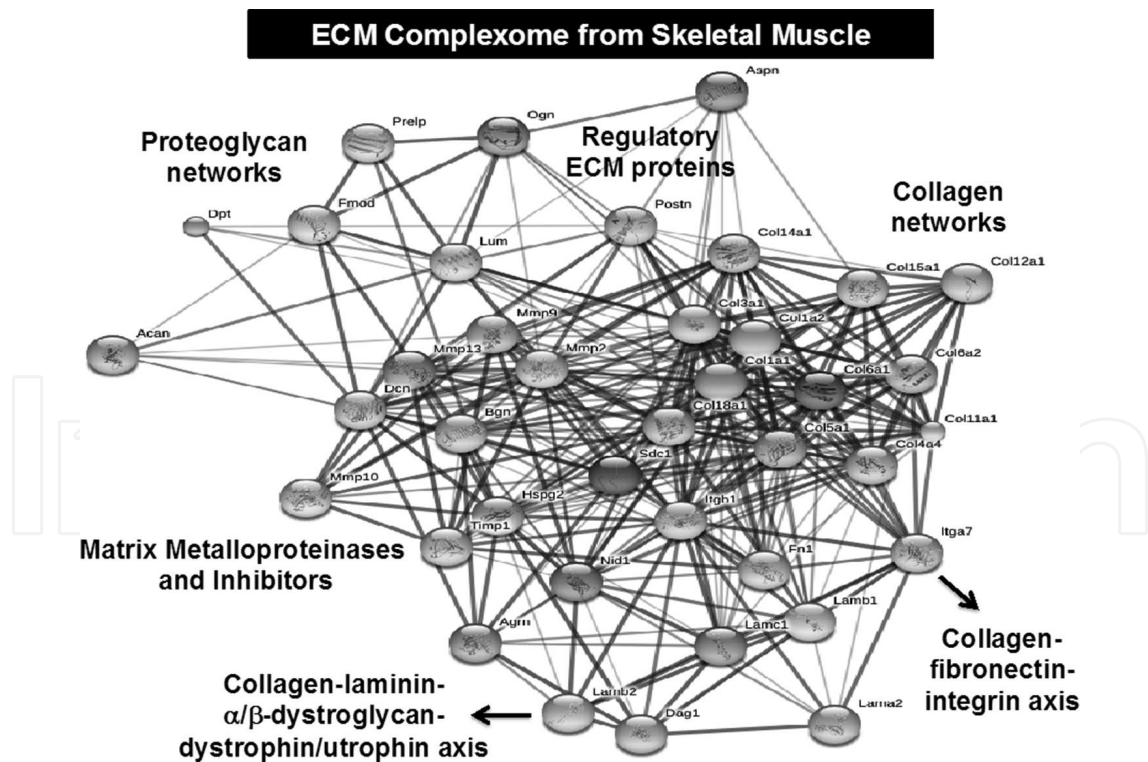 ECM Complexome from Skeletal Muscle
Aspn
Prelp
Ogn
Proteoglycan
networks
Regulatory
ECM proteins
Collagen
networks
Dpt
Fmod
Postn
Lum
Col14a1
Col15a1
Col12a1
Acan
Mmp9
Col3a1
Col1a2
Mmp13
Mmp2
Col1a1
Col6a1
Col6a2
Dcn
Bgn
Col18a1
Col11a1
Col5a1
Col4a4
Sdc1
Mmp10
Hspg2
Itgb1
Timp1
Matrix Metalloproteinases
and Inhibitors
Nid1
Fn1
Itga7
Agrn
Lamc1
Lamb1
Collagen-
fibronectin-
integrin axis
Collagen-laminin-
α/β-dystroglycan-
dystrophin/utrophin axis
Lamb2
Dag1
Lama2